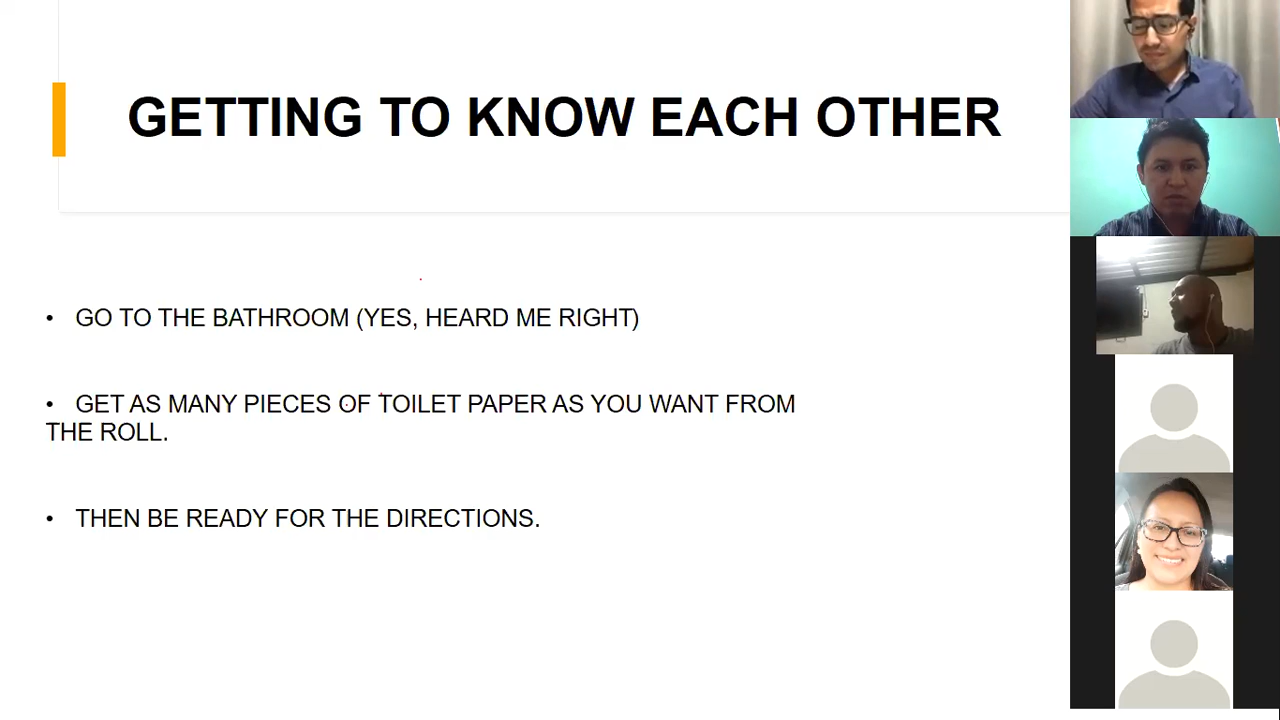 GETTING TO KNOW EACH OTHER
• GO TO THE BATHROOM (YES, HEARD ME RIGHT)
• GET AS MANY PIECES OF TOILET PAPER AS YOU WANT FROM
THE ROLL.
• THEN BE READY FOR THE DIRECTIONS.